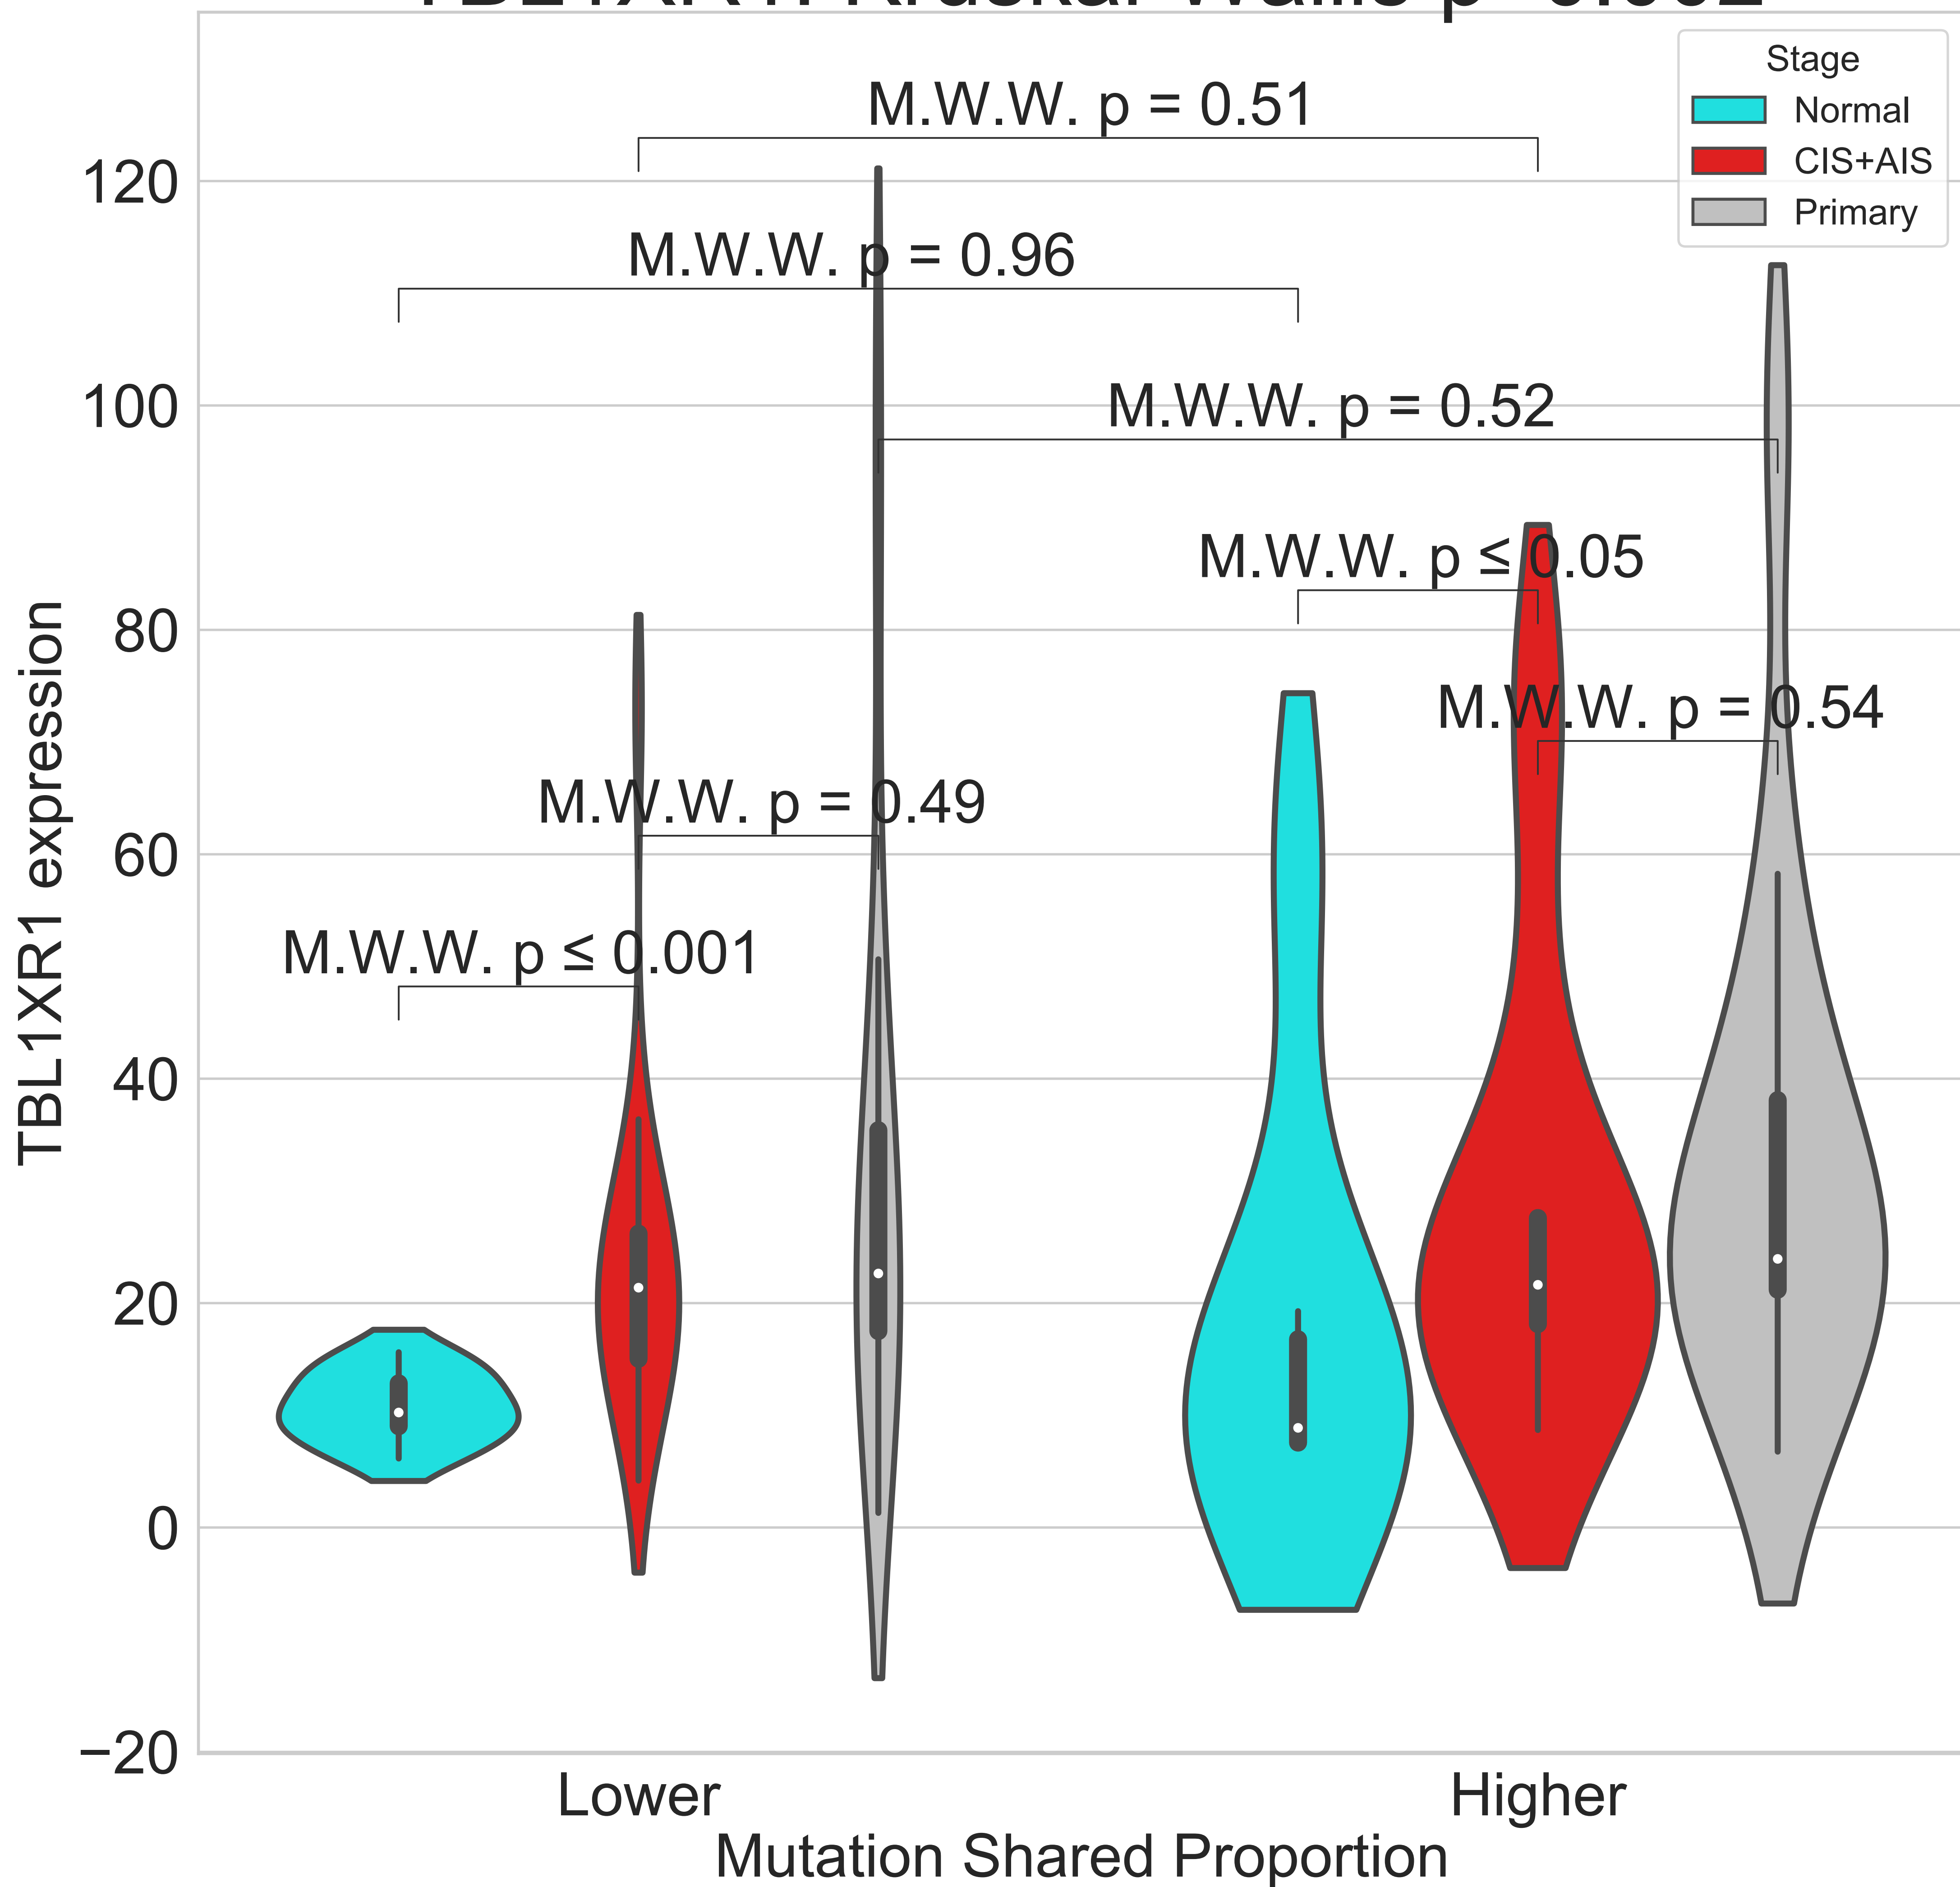 Stage
Normal
CIS+AIS
Primary
M.W.W. p = 0.51
M.W.W. p = 0.96
M.W.W. p = 0.52
M.W.W. p ≤ 0.05
M.W.W. p = 0.54
M.W.W. p = 0.49
M.W.W. p ≤ 0.001
120
100
80
60
40
20
0
−20
TBL1XR1 expression
Lower
Higher
Mutation Shared Proportion